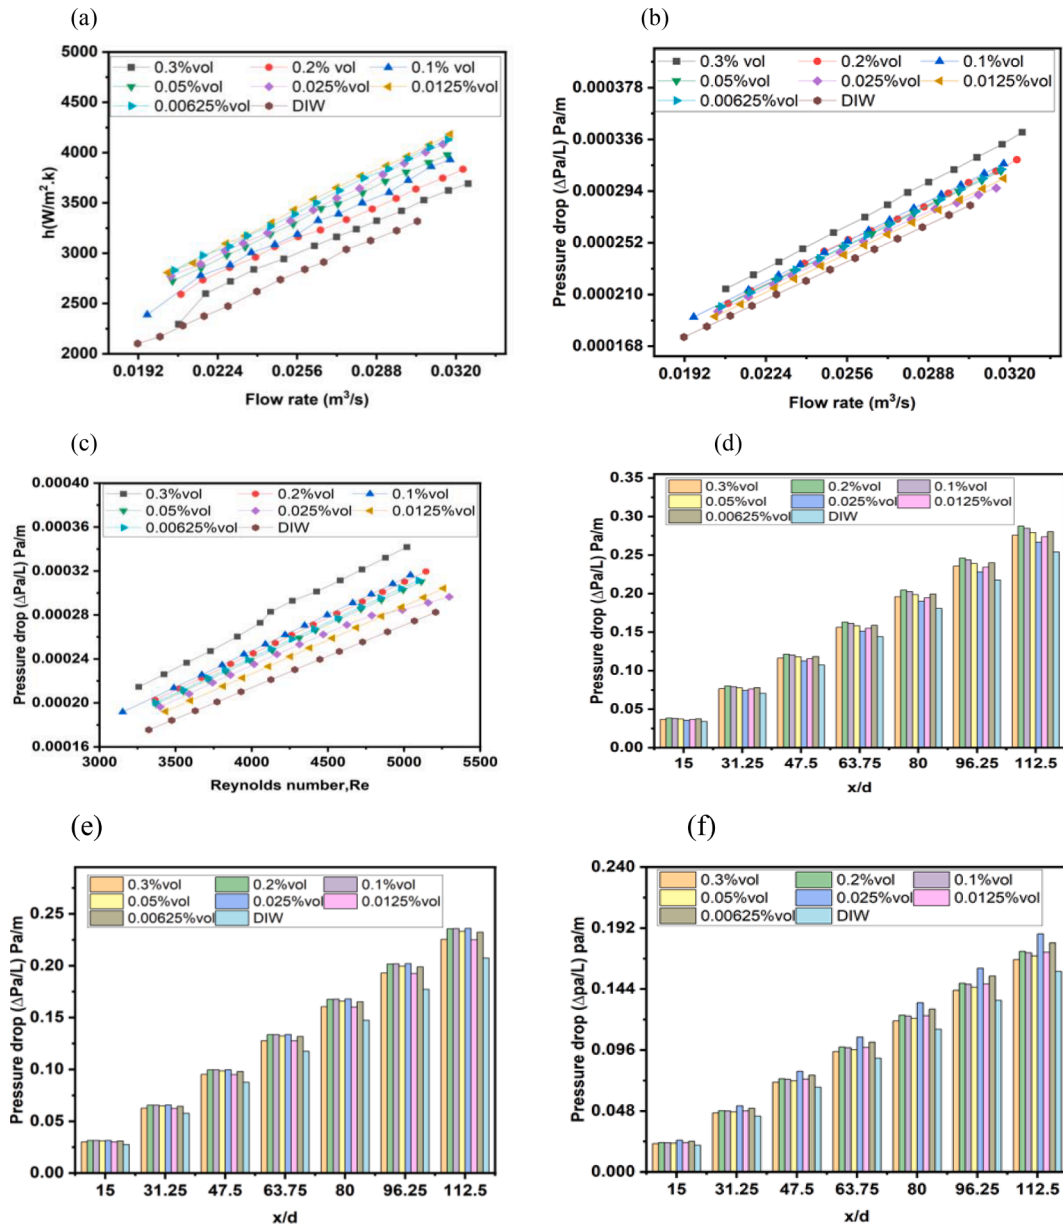 (a)
5000
4500
4000
3500
3000
2500
2000
h(W/m².k)
0.3%vol 0.2% vol 0.1% vol
0.05%vol 0.025%vol 0.0125%vol
0.00625%vol DIW
0.0192 0.0224 0.0256 0.0288 0.0320
Flow rate (m³/s)
(b)
0.000378
0.000336
0.000294
0.000252
0.000210
0.000168
Pressure drop (ΔPa/L) Pa/m
0.3% vol 0.2%vol 0.1%vol
0.05%vol 0.025%vol 0.0125%vol
0.00625%vol DIW
0.0192 0.0224 0.0256 0.0288 0.0320
Flow rate (m³/s)
(c)
0.00040
0.00036
0.00032
0.00028
0.00024
0.00020
0.00016
Pressure drop (ΔPa/L) Pa/m
0.3%vol 0.2%vol 0.1%vol
0.05%vol 0.025%vol 0.0125%vol
0.00625%vol DIW
3000 3500 4000 4500 5000 5500
Reynolds number,Re
(d)
0.35
0.30
0.25
0.20
0.15
0.10
0.05
0.00
Pressure drop (ΔPa/L) Pa/m
0.3%vol 0.2%vol 0.1%vol
0.05%vol 0.025%vol 0.0125%vol
0.00625%vol DIW
15 31.25 47.5 63.75 80 96.25 112.5
x/d
(e)
0.25
0.20
0.15
0.10
0.05
0.00
Pressure drop (ΔPa/L) Pa/m
0.3%vol 0.2%vol 0.1%vol
0.05%vol 0.025%vol 0.0125%vol
0.00625%vol DIW
15 31.25 47.5 63.75 80 96.25 112.5
x/d
(f)
0.240
0.192
0.144
0.096
0.048
0.000
Pressure drop (Δpa/L) pa/m
0.3%vol 0.2%vol 0.1%vol
0.05%vol 0.025%vol 0.0125%vol
0.00625%vol DIW
15 31.25 47.5 63.75 80 96.25 112.5
x/d